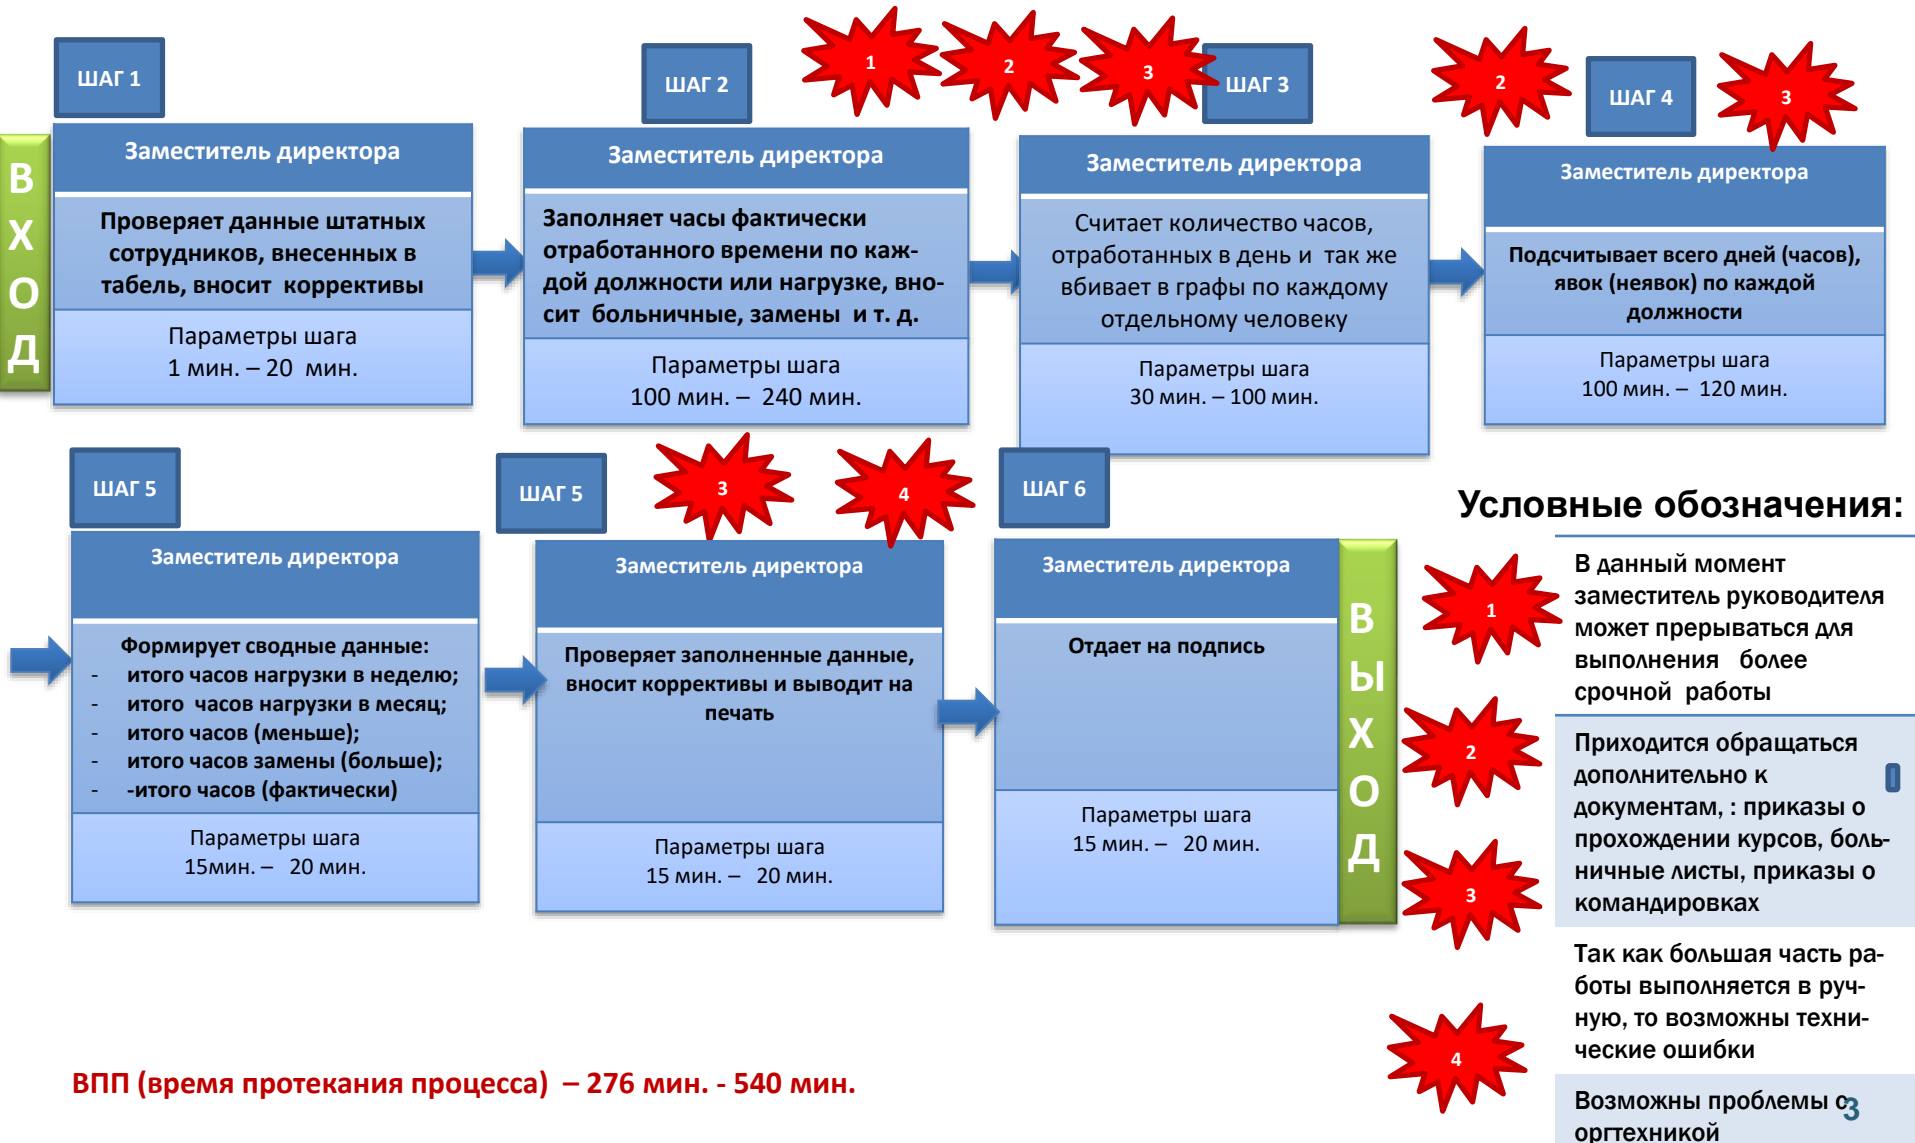 ШАГ 1
ШАГ 2
1
2
3
ШАГ 3
2
ШАГ 4
3
В
Х
О
Д
Заместитель директора
Проверяет данные штатных
сотрудников, внесенных в
табель, вносит коррективы
Параметры шага
1 мин. – 20 мин.
Заместитель директора
Заполняет часы фактически
отработанного времени по каж-
дой должности или нагрузке, вно-
сит больничные, замены и т. д.
Параметры шага
100 мин. – 240 мин.
Заместитель директора
Считает количество часов,
отработанных в день и так же
вбивает в графы по каждому
отдельному человеку
Параметры шага
30 мин. – 100 мин.
Заместитель директора
Подсчитывает всего дней (часов),
явок (неявок) по каждой
должности
Параметры шага
100 мин. – 120 мин.
ШАГ 5
ШАГ 5
3
4
ШАГ 6
Заместитель директора
Формирует сводные данные:
- итого часов нагрузки в неделю;
- итого часов нагрузки в месяц;
- итого часов (меньше);
- итого часов замены (больше);
- -итого часов (фактически)
Параметры шага
15мин. – 20 мин.
Заместитель директора
Проверяет заполненные данные,
вносит коррективы и выводит на
печать
Параметры шага
15 мин. – 20 мин.
Заместитель директора
Отдает на подпись
Параметры шага
15 мин. – 20 мин.
В
Ы
Х
О
Д
Условные обозначения:
1
В данный момент
заместитель руководителя
может прерываться для
выполнения более
срочной работы
2
Приходится обращаться
дополнительно к
документам, : приказы о
прохождении курсов, боль-
ничные листы, приказы о
командировках
3
Так как большая часть ра-
боты выполняется в руч-
ную, то возможны техни-
ческие ошибки
4
Возможны проблемы с
оргтехникой
3
ВПП (время протекания процесса) – 276 мин. - 540 мин.